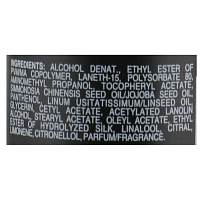 INGREDIENTS: ALCOHOL DENAT., ETHYL ESTER OF
PVM/MA COPOLYMER, LANETH-15, POLYSORBATE 80,
AMINOMETHYL PROPANOL, TOCOPHERYL ACETATE,
SIMMONDSIA CHINENSIS SEED OIL/JOJOBA SEED OIL,
PANTHENOL, LINUM USITATISSIMUM/LINSEED OIL,
GLYCERIN, CETYL ACETATE, ACETYLATED LANOLIN
ALCOHOL, STEARYL ACETATE, OLEYL ACETATE, ETHYL
ESTER OF HYDROLYZED SILK, LINALOOL, CITRAL,
LIMONENE, CITRONELLOL, PARFUM/FRAGRANCE.